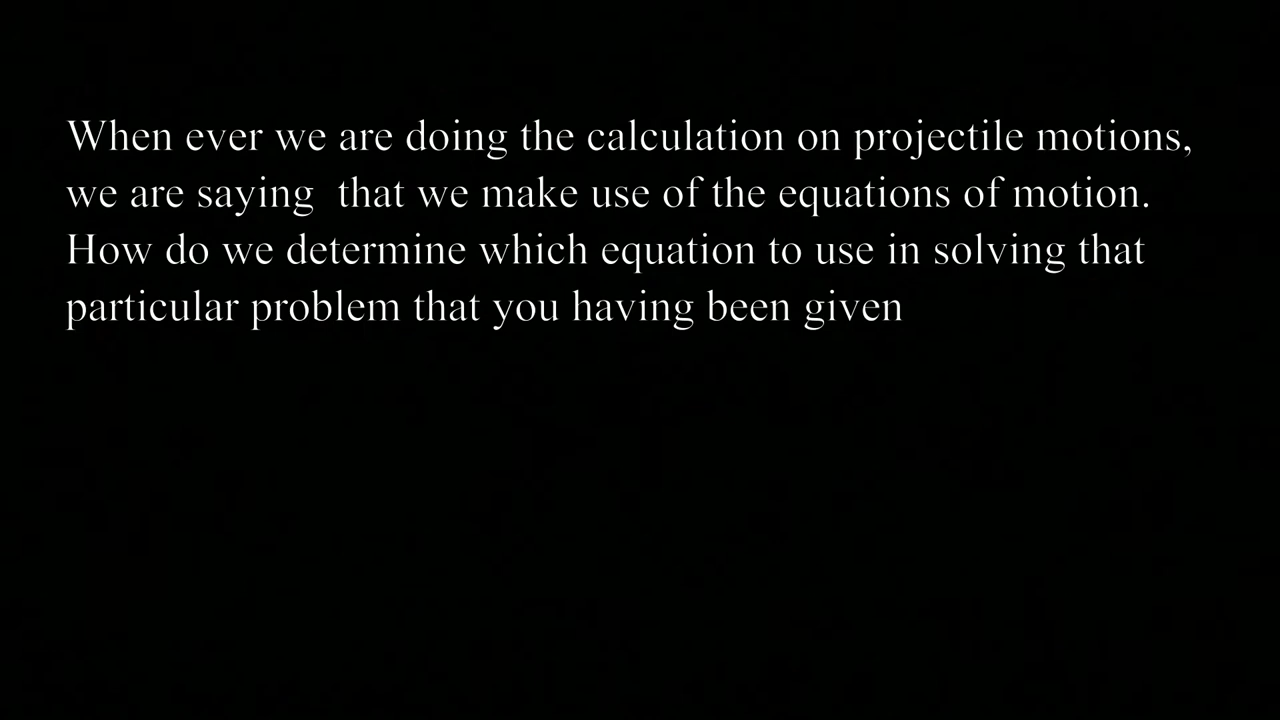 When ever we are doing the calculation on projectile motions,
we are saying  that we make use of the equations of motion.
How do we determine which equation to use in solving that
particular problem that you having been given